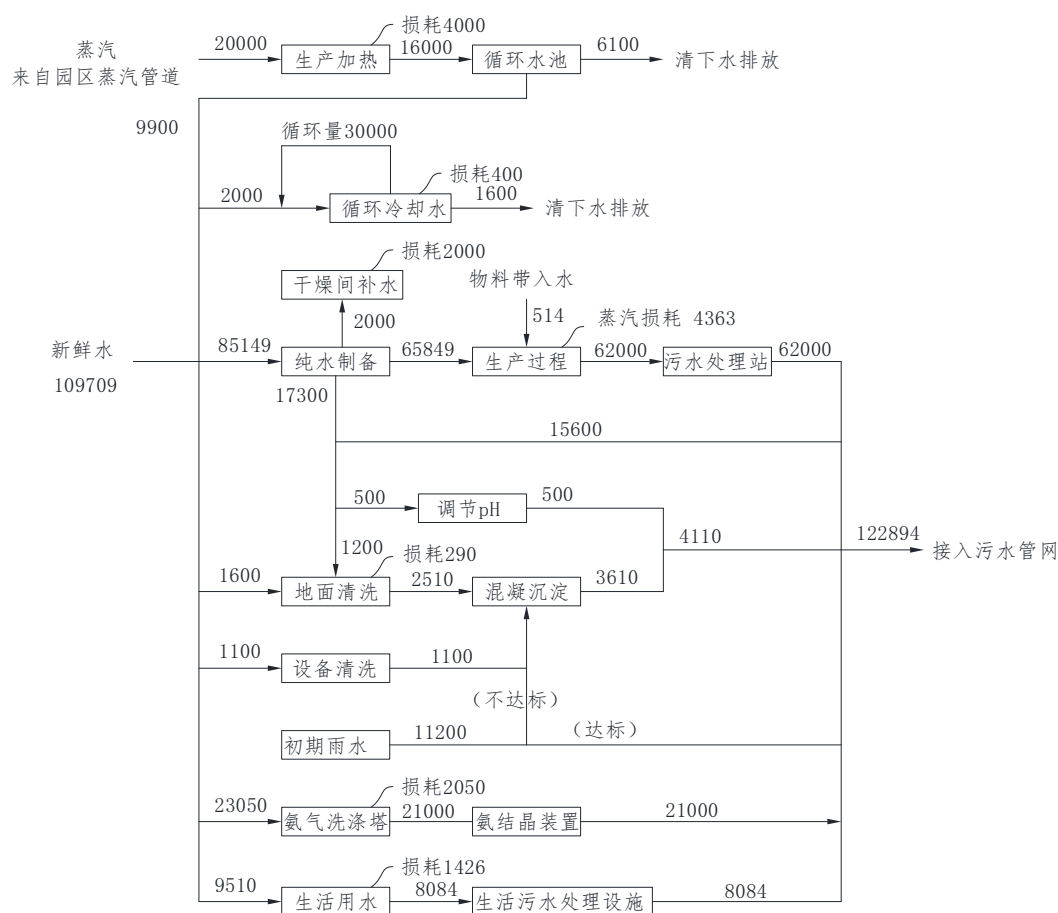 损耗4000
蒸汽
来自园区蒸汽管道
20000
生产加热
16000
循环水池
6100
清下水排放
9900
循环量30000
损耗400
2000
循环冷却水
1600
清下水排放
损耗2000
干燥间补水
2000
物料带入水
514
蒸汽损耗 4363
新鲜水
109709
85149
纯水制备
65849
生产过程
62000
污水处理站
62000
17300
15600
500
调节pH
500
4110
122894
接入污水管网
1200
损耗290
1600
地面清洗
2510
混凝沉淀
3610
1100
设备清洗
1100
（不达标）
初期雨水
11200
（达标）
损耗2050
23050
氨气洗涤塔
21000
氨结晶装置
21000
损耗1426
9510
生活用水
8084
生活污水处理设施
8084